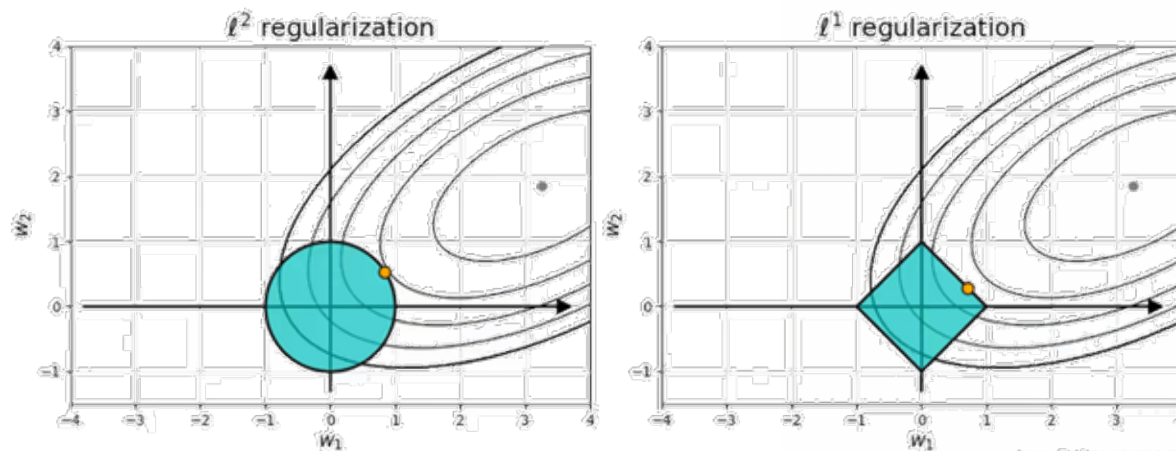 ℓ² regularization
4
3
2
1
0
−1
w₂
−4 −3 −2 −1 0 1 2 3 4
w₁
ℓ¹ regularization
4
3
2
1
0
−1
w₂
−4 −3 −2 −1 0 1 2 3
w₁